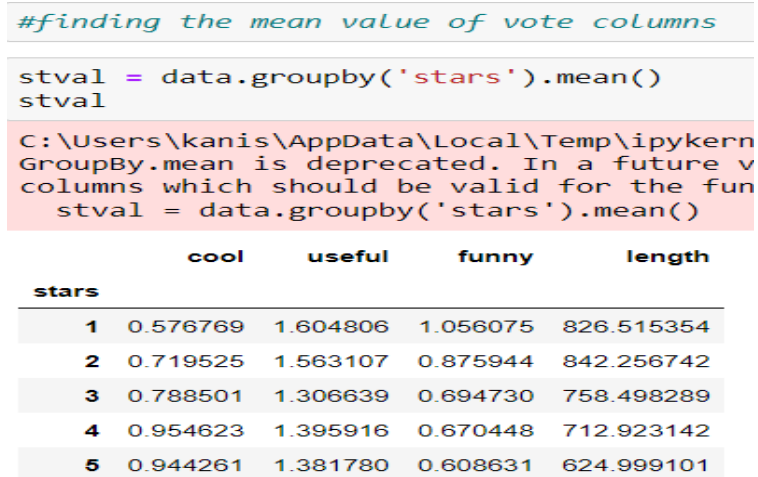 #finding the mean value of vote columns
stval = data.groupby('stars').mean()
stval
C:\Users\kanis\AppData\Local\Temp\ipykern
GroupBy.mean is deprecated. In a future v
columns which should be valid for the fun
stval = data.groupby('stars').mean()
cool useful funny length
stars
1 0.576769 1.604806 1.056075 826.515354
2 0.719525 1.563107 0.875944 842.256742
3 0.788501 1.306639 0.694730 758.498289
4 0.954623 1.395916 0.670448 712.923142
5 0.944261 1.381780 0.608631 624.999101